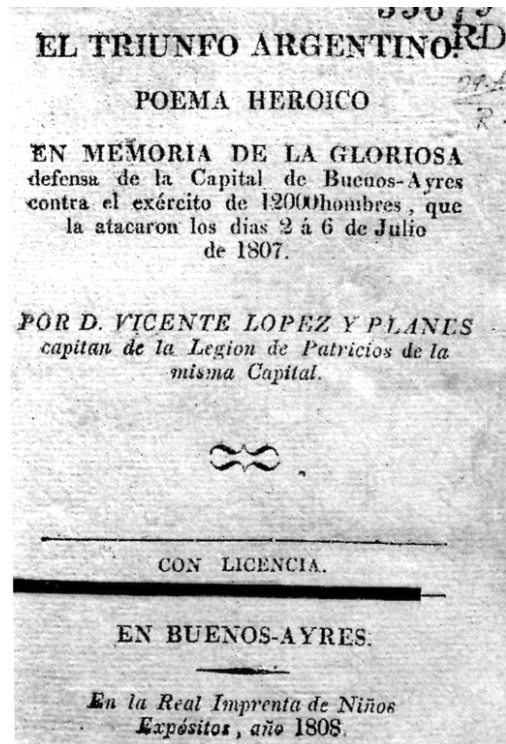 EL TRIUNFO ARGENTINO.
RD
POEMA HEROICO
R.
EN MEMORIA DE LA GLORIOSA
defensa de la Capital de Buenos-Ayres
contra el exército de 12000 hombres, que
la atacaron los dias 2 á 6 de Julio
de 1807.
POR D. VICENTE LOPEZ Y PLANES
capitan de la Legion de Patricios de la
misma Capital.
CON LICENCIA.
EN BUENOS-AYRES.
En la Real Imprenta de Niños
Expósitos, año 1808.